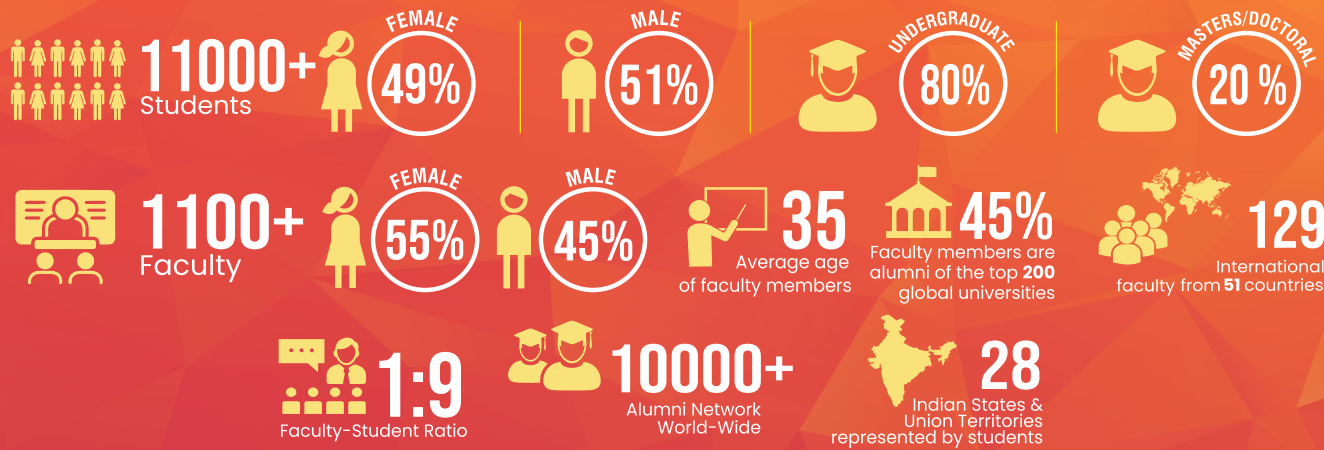 11000+
Students
FEMALE
49%
MALE
51%
UNDERGRADUATE
80%
MASTERS/DOCTORAL
20 %
1100+
Faculty
FEMALE
55%
MALE
45%
35
Average age
of faculty members
45%
Faculty members are
alumni of the top 200
global universities
129
International
faculty from 51 countries
1:9
Faculty-Student Ratio
10000+
Alumni Network
World-Wide
28
Indian States &
Union Territories
represented by students